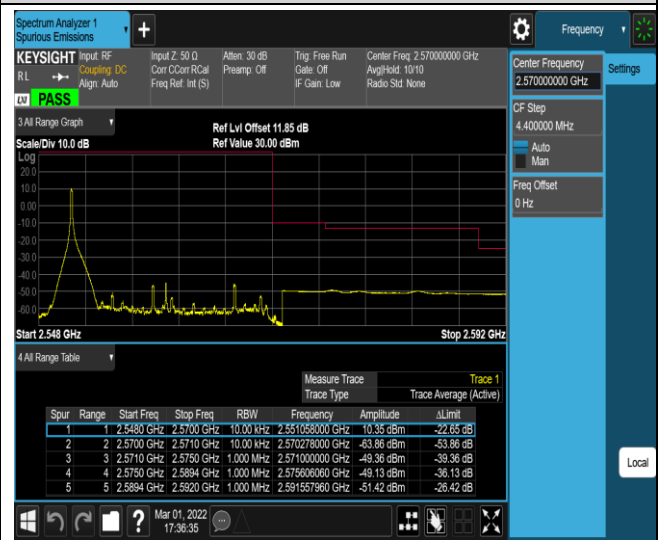 Spectrum Analyzer 1
Spurious Emissions
+
Frequency
KEYSIGHT Input: RF Input Z: 50 Ω Atten: 30 dB Trig: Free Run Center Freq: 2.570000000 GHz
RL Coupling: DC Corr CCorr RCal Preamp: Off Gate: Off Avg|Hold: 10/10
Align: Auto Freq Ref: Int (S) IF Gain: Low Radio Std: None
LXI PASS
Center Frequency
2.570000000 GHz
Settings
CF Step
4.400000 MHz
Auto
Man
Freq Offset
0 Hz
3 All Range Graph
Ref Lvl Offset 11.85 dB
Scale/Div 10.0 dB Ref Value 30.00 dBm
Log
20.0
10.0
0.00
-10.0
-20.0
-30.0
-40.0
-50.0
-60.0
Start 2.548 GHz Stop 2.592 GHz
4 All Range Table
Measure Trace Trace 1
Trace Type Trace Average (Active)
Spur Range Start Freq Stop Freq RBW Frequency Amplitude ΔLimit
1 1 2.5480 GHz 2.5700 GHz 10.00 kHz 2.551058000 GHz 10.35 dBm -22.65 dB
2 2 2.5700 GHz 2.5710 GHz 10.00 kHz 2.570278000 GHz -63.86 dBm -53.86 dB
3 3 2.5710 GHz 2.5750 GHz 1.000 MHz 2.571000000 GHz -49.36 dBm -39.36 dB
4 4 2.5750 GHz 2.5894 GHz 1.000 MHz 2.575606060 GHz -49.13 dBm -36.13 dB
5 5 2.5894 GHz 2.5920 GHz 1.000 MHz 2.591557960 GHz -51.42 dBm -26.42 dB
Local
?
Mar 01, 2022
17:36:35